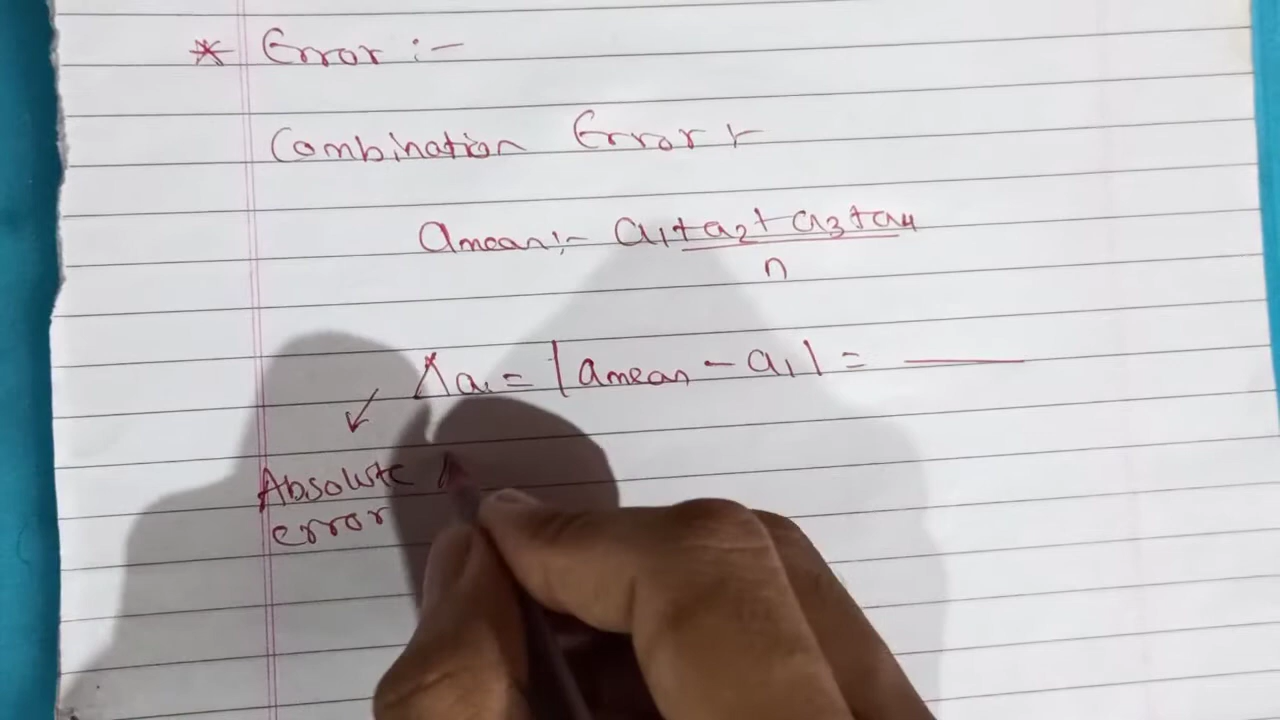 * Error :-
Combination Error :-
amean :- a1 + a2 + a3 + a4
n
Δa1 = |amean - a1| = ____
Absolute
error